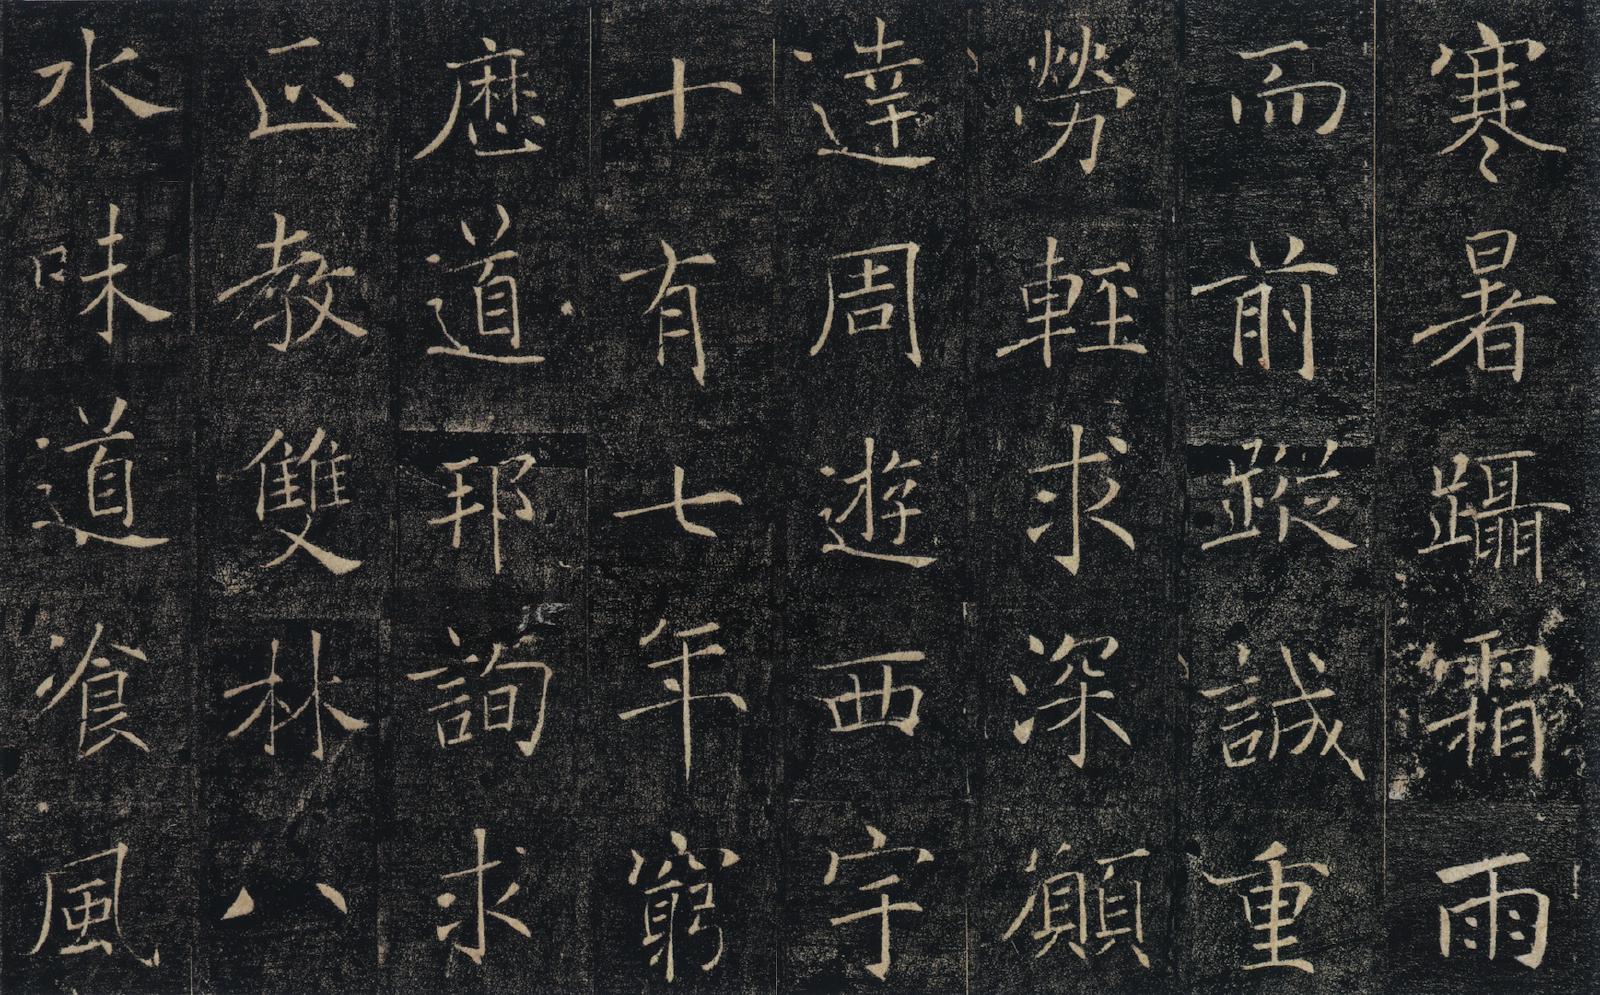 寒暑躡霜雨
而前蹤誠重
勞輕求深願
達周遊西宇
十有七年窮
歷道邦詢求
正教雙林八
水味道飡風